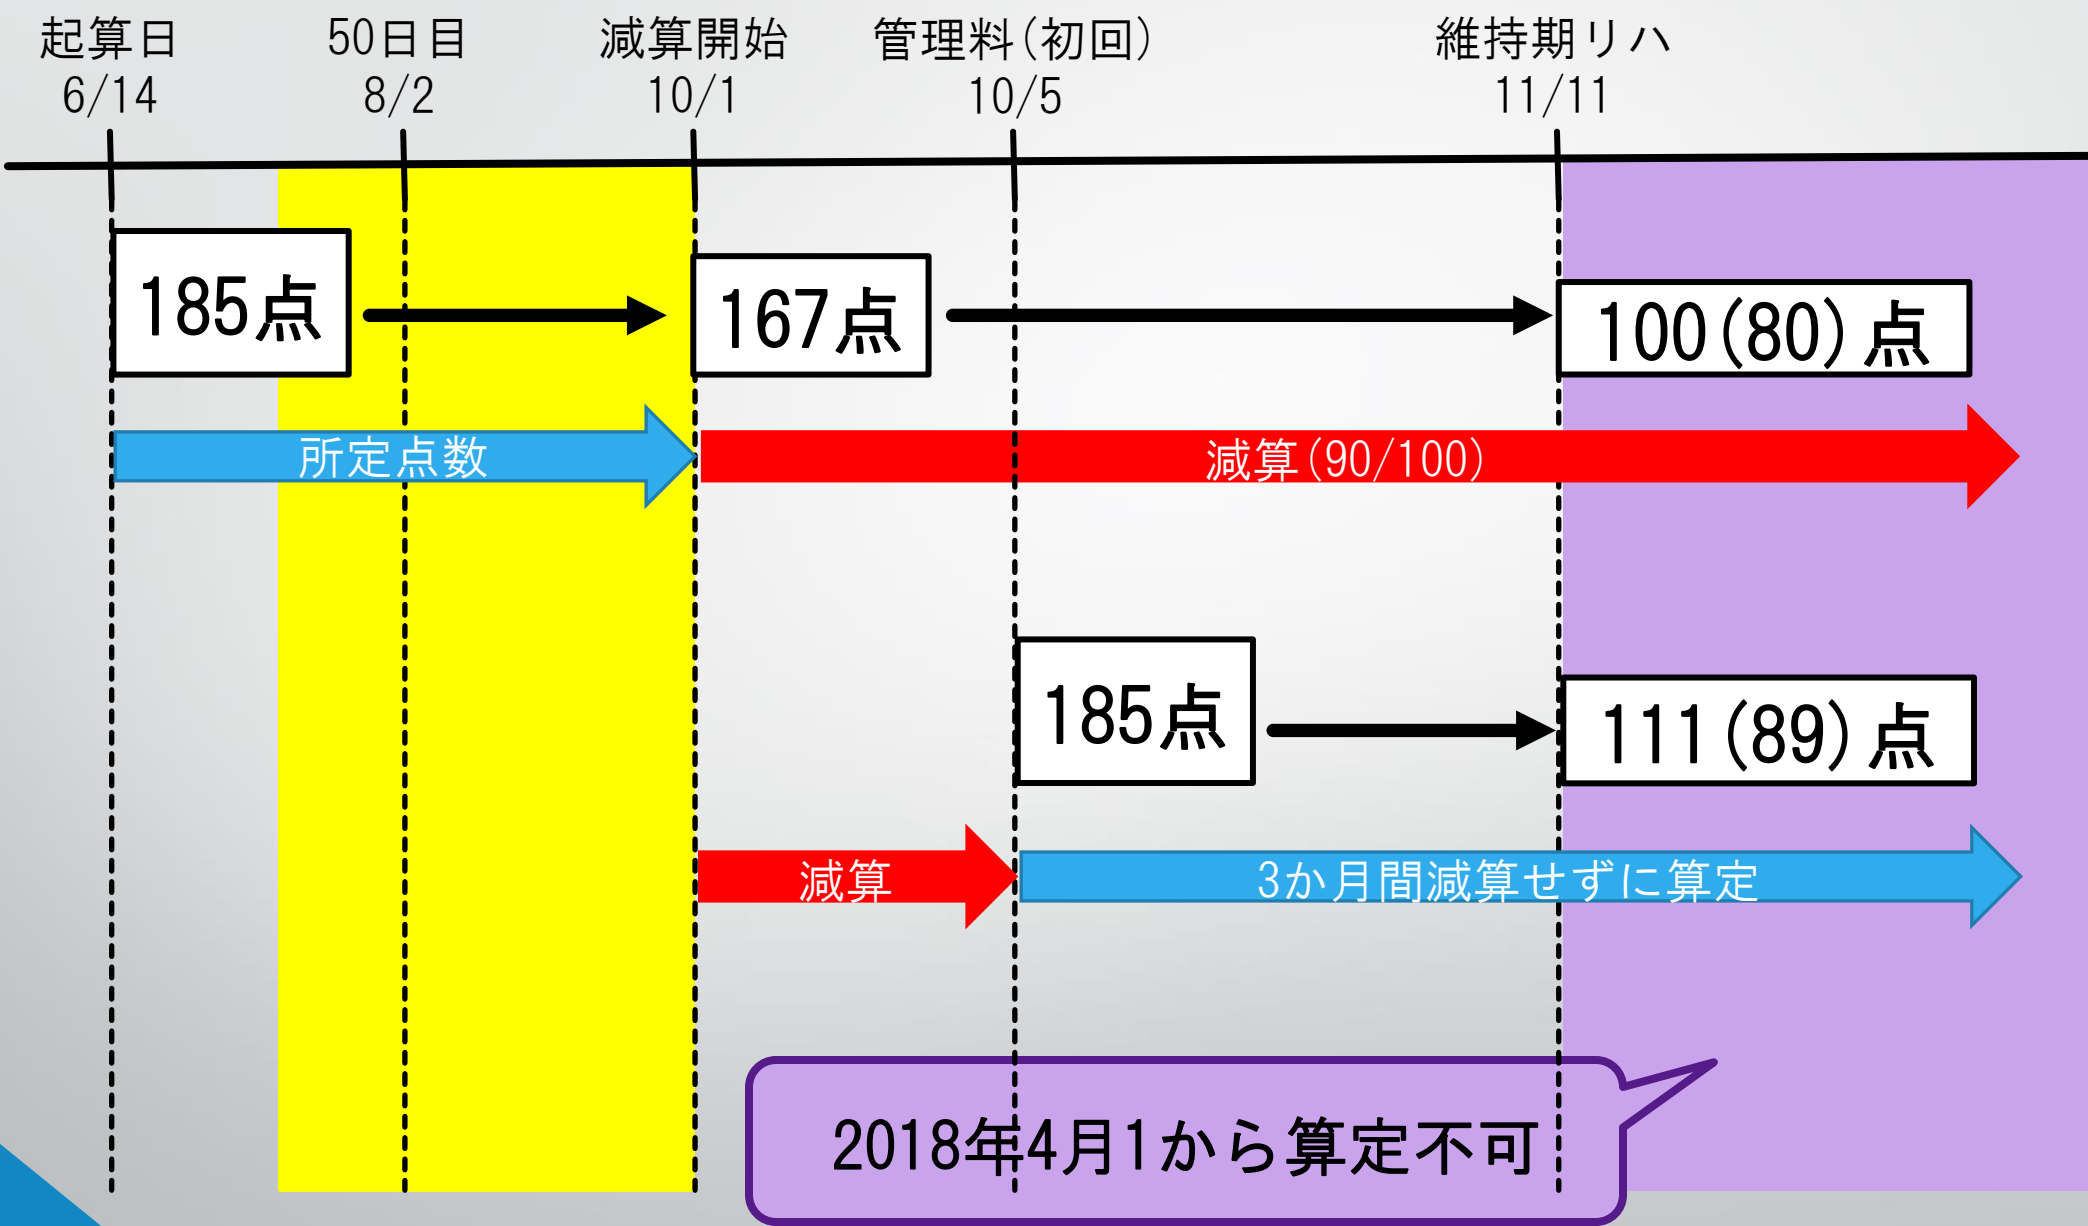 起算日
6/14
50日目
8/2
減算開始
10/1
管理料(初回)
10/5
維持期リハ
11/11
185点
167点
100(80)点
所定点数
減算(90/100)
185点
111(89)点
減算
3か月間減算せずに算定
2018年4月1から算定不可